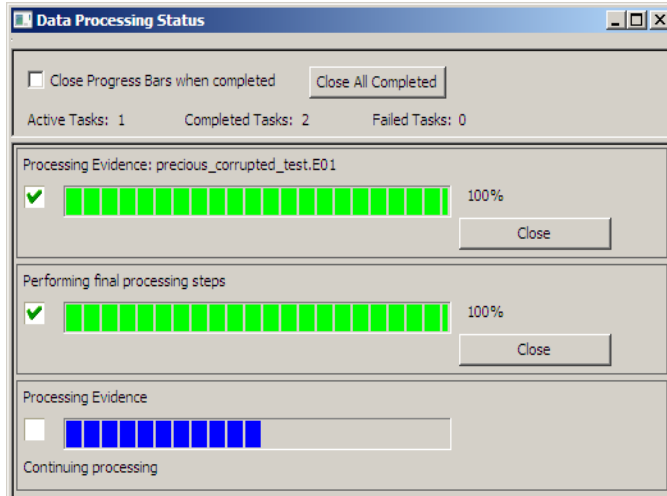 Data Processing Status
Close Progress Bars when completed Close All Completed
Active Tasks: 1 Completed Tasks: 2 Failed Tasks: 0
Processing Evidence: precious_corrupted_test.E01
100%
Close
Performing final processing steps
100%
Close
Processing Evidence
Continuing processing